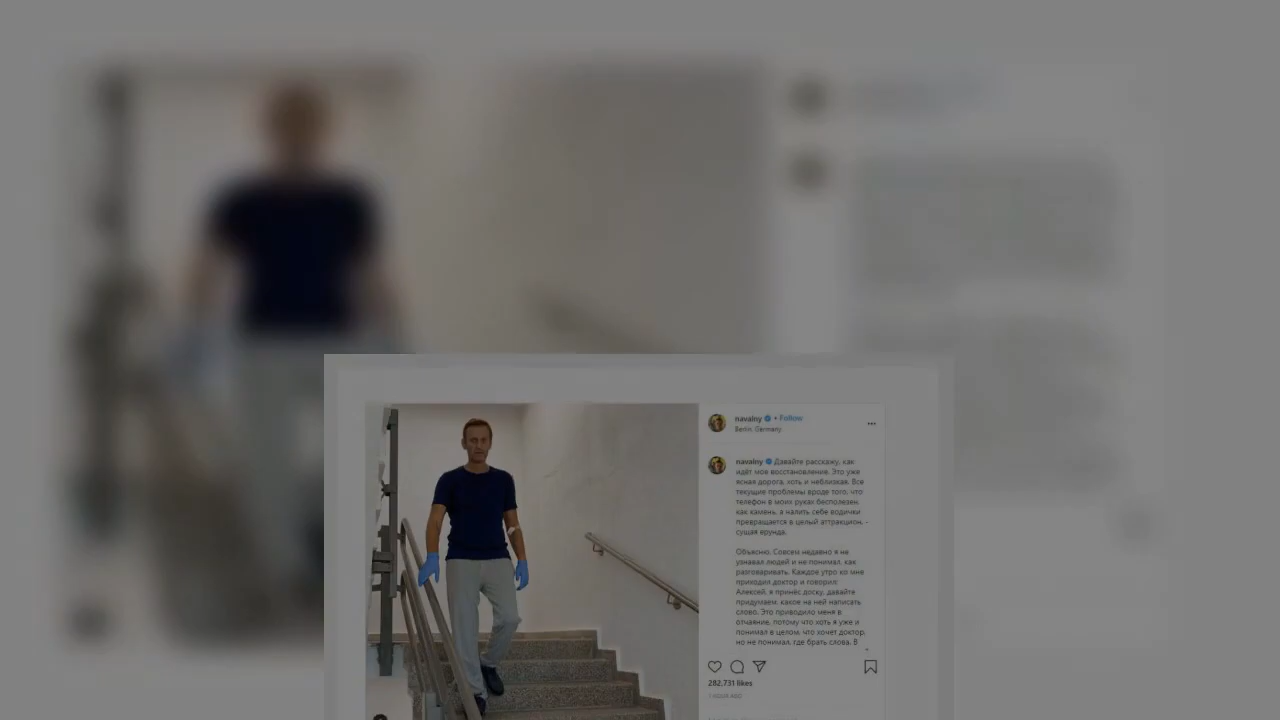 navalny • Follow
Berlin, Germany
navalny Давайте расскажу, как
идёт мое восстановление. Это уже
ясная дорога, хоть и неблизкая. Все
текущие проблемы вроде того, что
телефон в моих руках бесполезен,
как камень, а налить себе водички
превращается в целый аттракцион, -
сущая ерунда.
Объясню. Совсем недавно я не
узнавал людей и не понимал, как
разговаривать. Каждое утро ко мне
приходил доктор и говорил:
Алексей, я принёс доску, давайте
придумаем, какое на ней написать
слово. Это приводило меня в
отчаяние, потому что хоть я уже и
понимал в целом, что хочет доктор,
но не понимал, где брать слова. В
282,731 likes
1 HOUR AGO